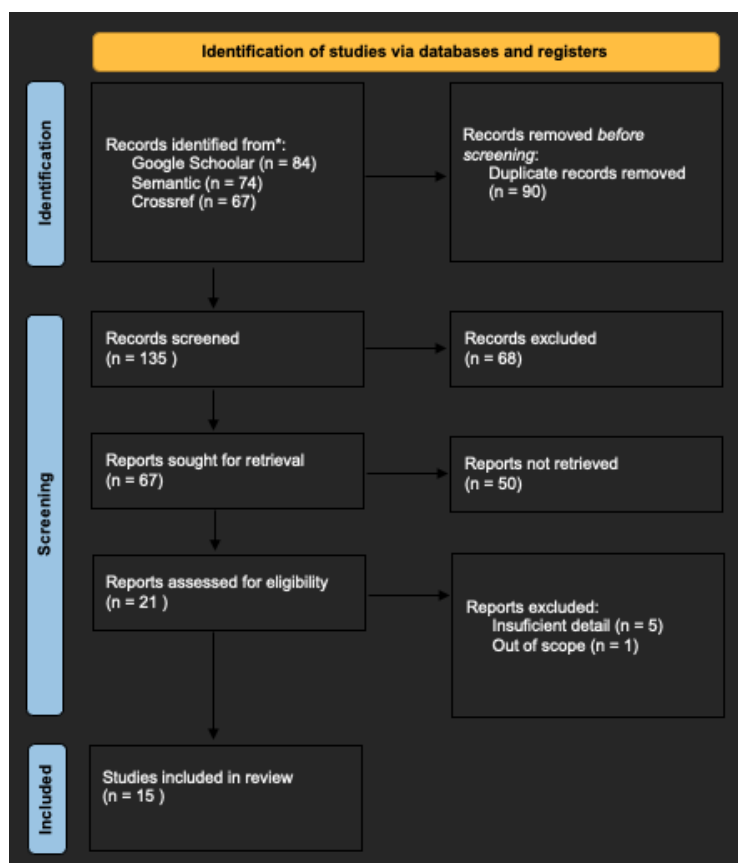 Identification of studies via databases and registers
Identification
Records identified from*:
Google Schoolar (n = 84)
Semantic (n = 74)
Crossref (n = 67)
Records removed before
screening:
Duplicate records removed
(n = 90)
Screening
Records screened
(n = 135 )
Records excluded
(n = 68)
Reports sought for retrieval
(n = 67)
Reports not retrieved
(n = 50)
Reports assessed for eligibility
(n = 21 )
Reports excluded:
Insuficient detail (n = 5)
Out of scope (n = 1)
Included
Studies included in review
(n = 15 )